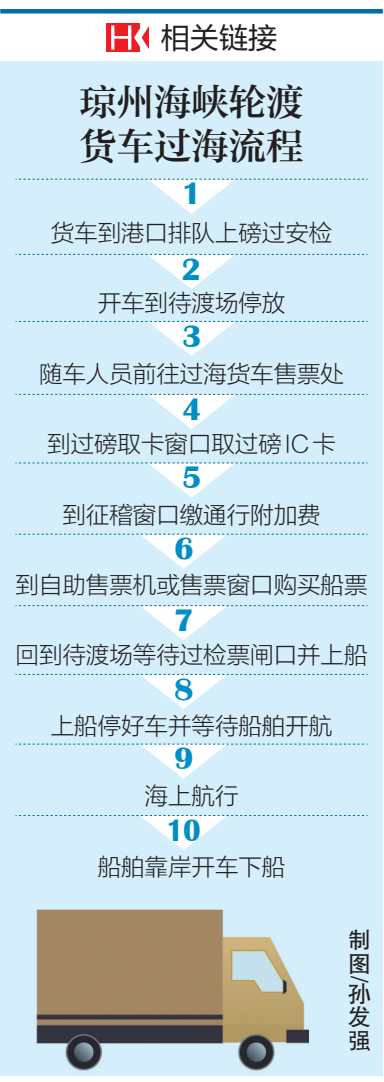 HK 相关链接
琼州海峡轮渡
货车过海流程
1
货车到港口排队上磅过安检
2
开车到待渡场停放
3
随车人员前往过海货车售票处
4
到过磅取卡窗口取过磅IC卡
5
到征稽窗口缴通行附加费
6
到自助售票机或售票窗口购买船票
7
回到待渡场等待过检票闸口并上船
8
上船停好车并等待船舶开航
9
海上航行
10
船舶靠岸开车下船
制图/孙发强